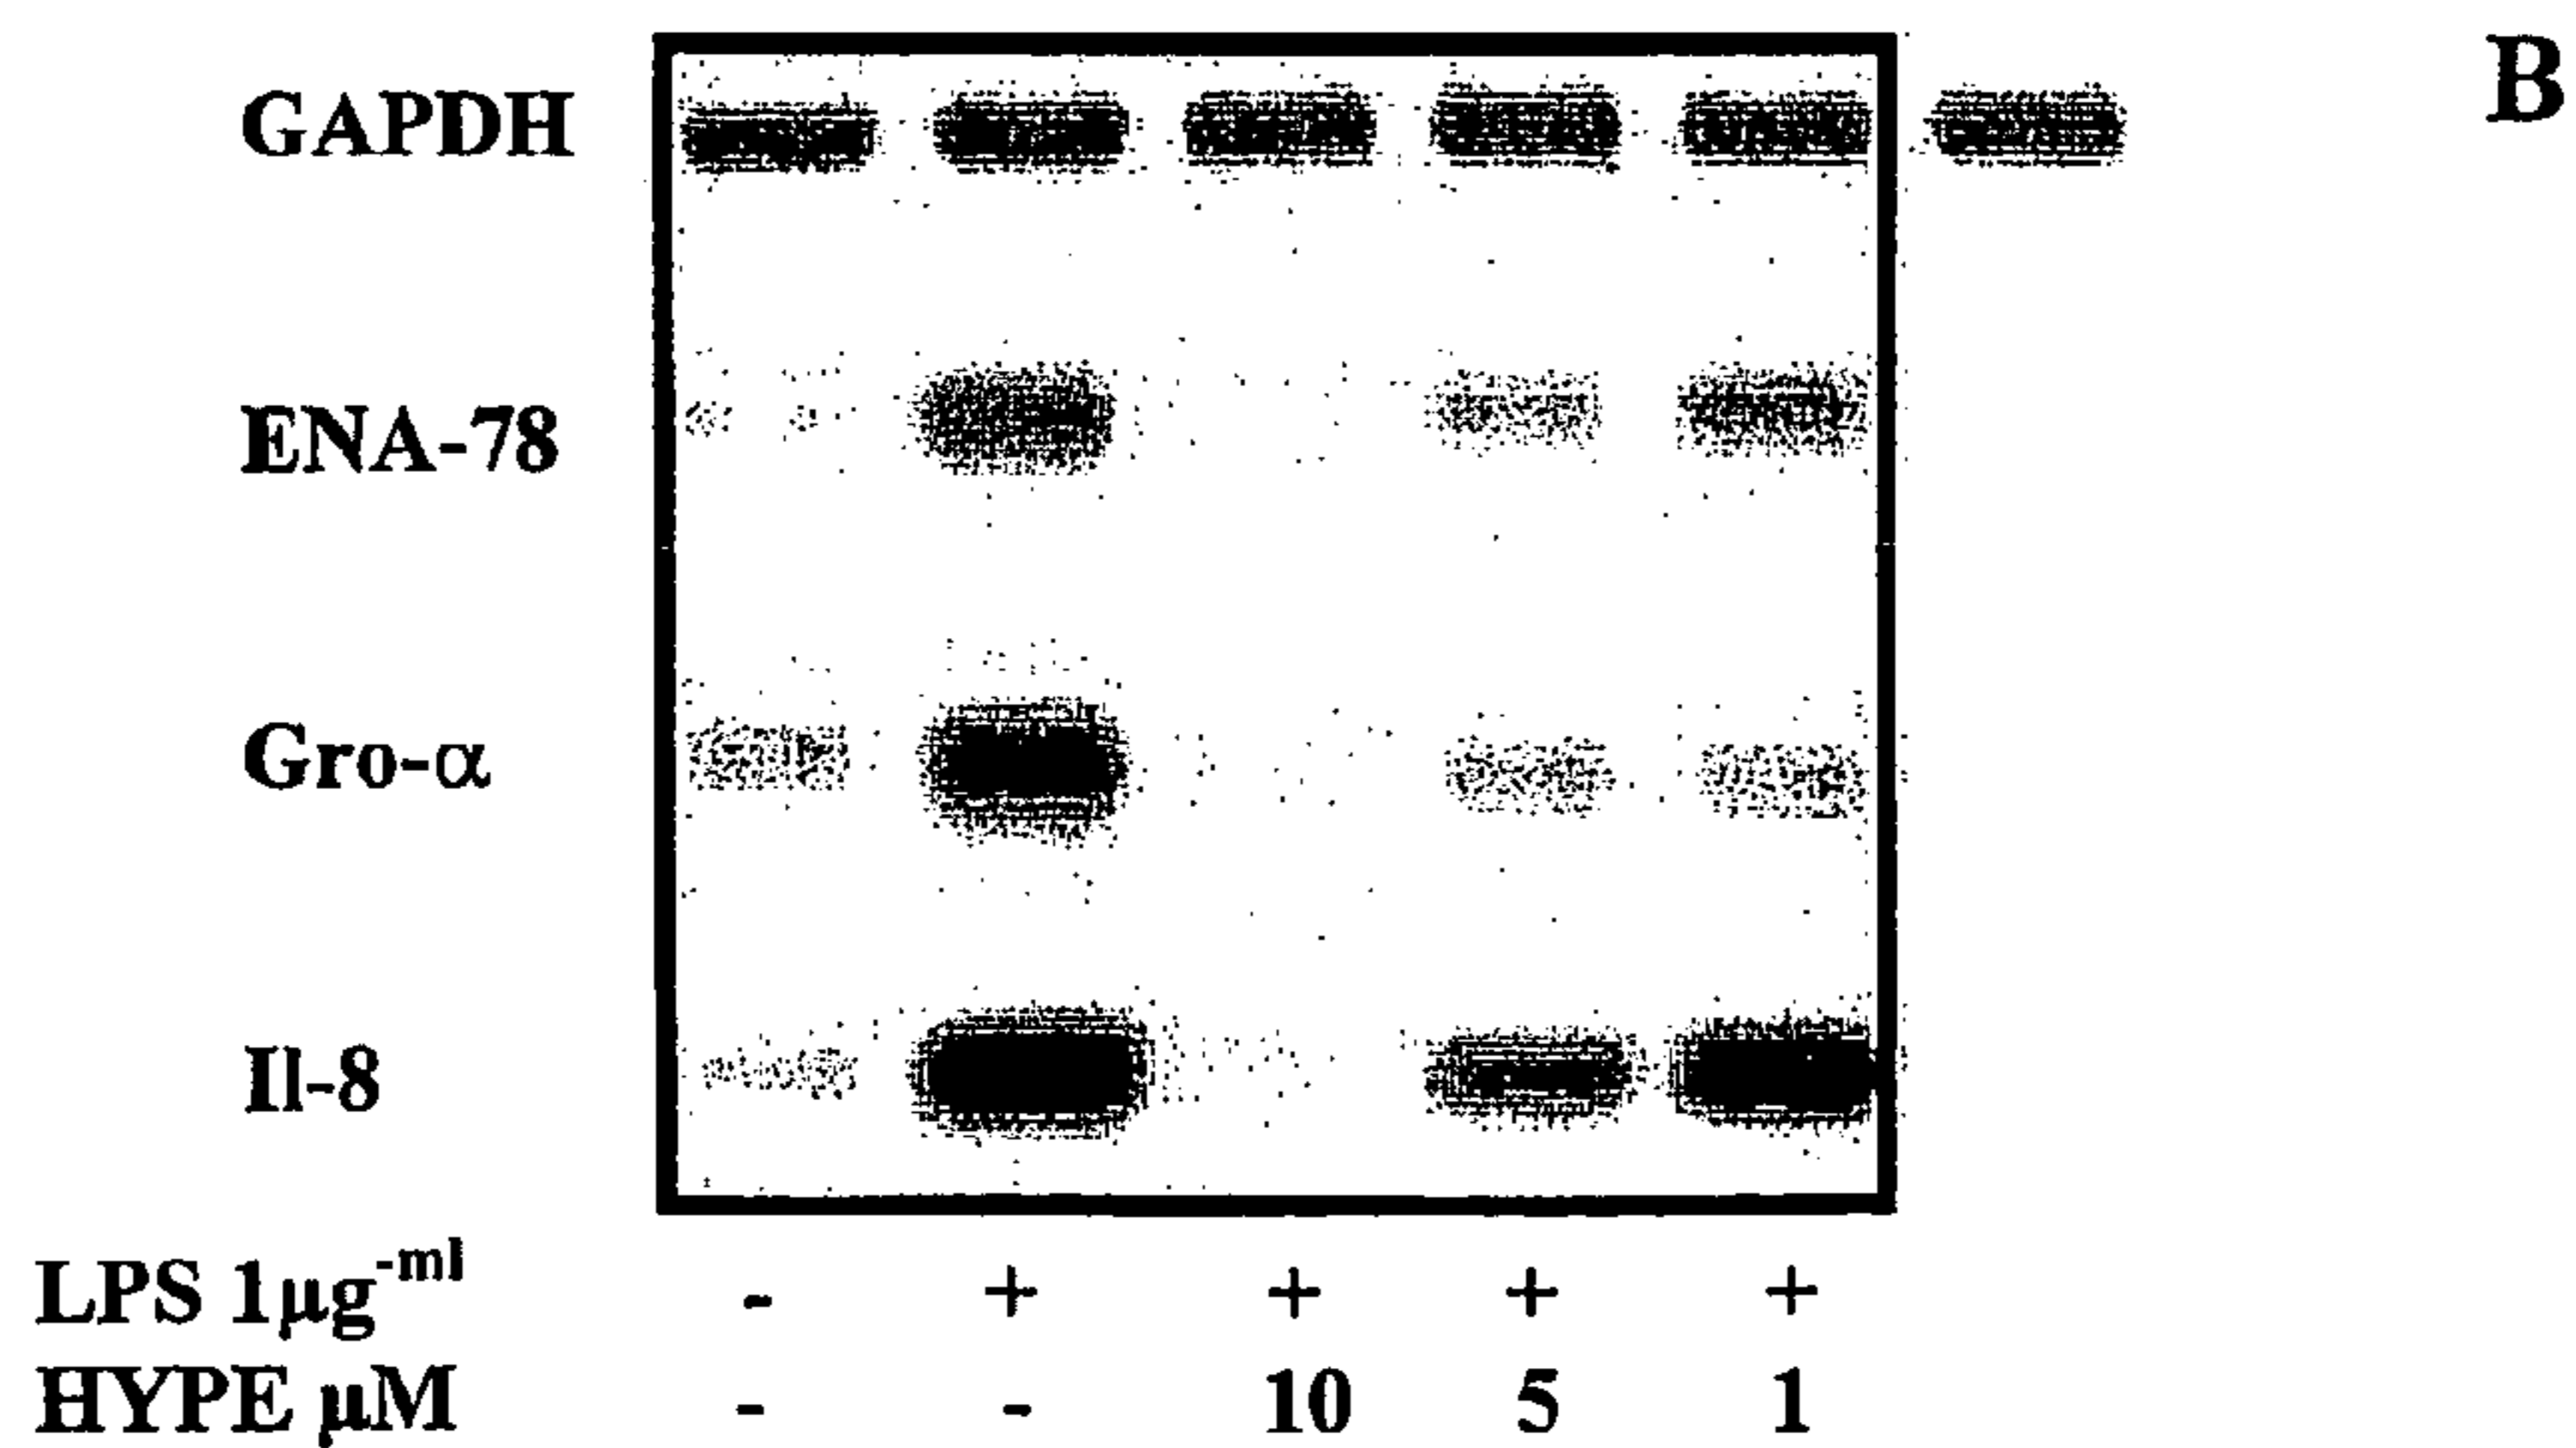 B
GAPDH
ENA-78
Gro-α
Il-8
LPS 1μg-ml - + + + +
HYPE μM - - 10 5 1